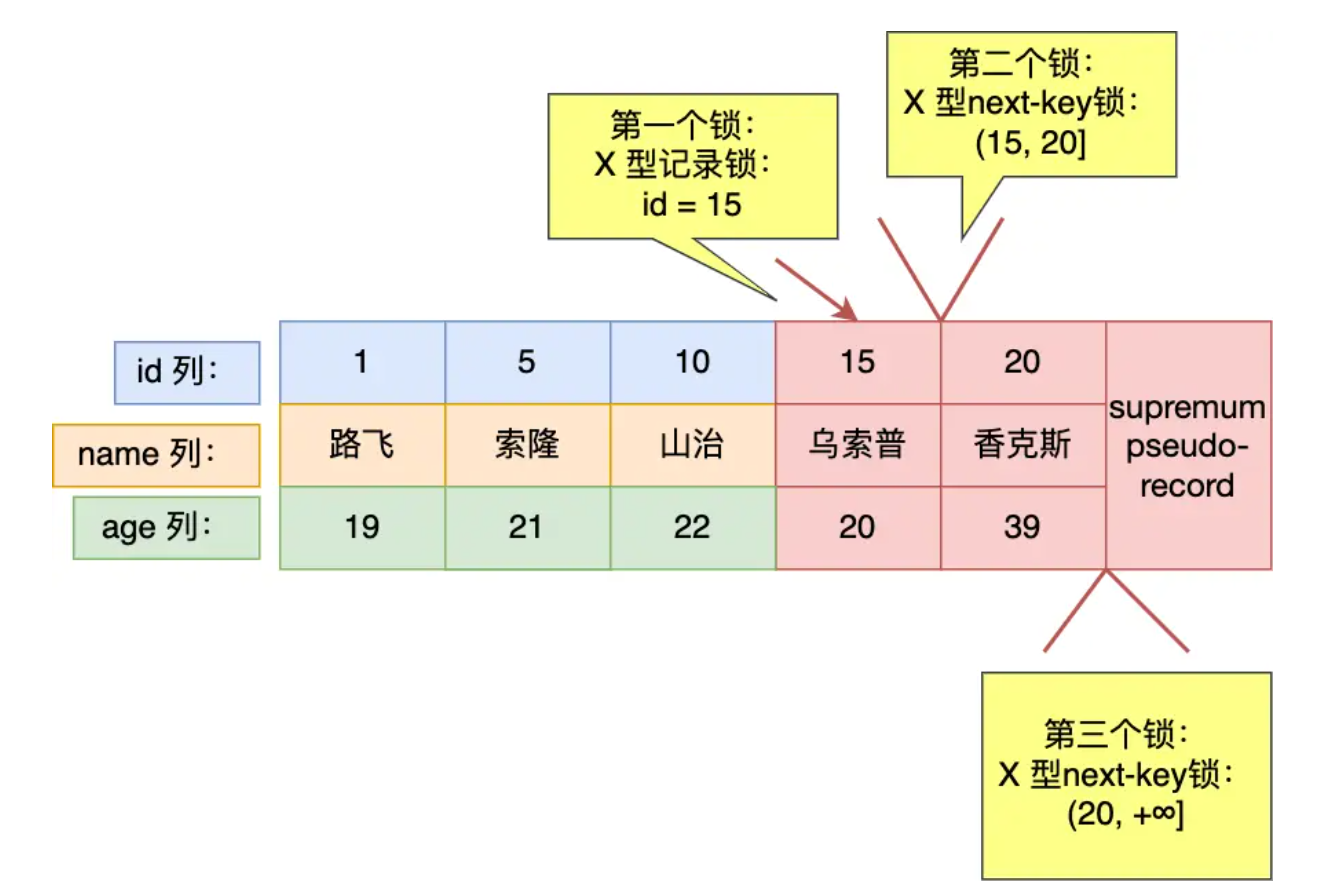 第二个锁：
X 型next-key锁：
(15, 20]
第一个锁：
X 型记录锁：
id = 15
id 列：
1
5
10
15
20
name 列：
路飞
索隆
山治
乌索普
香克斯
supremum
pseudo-
record
age 列：
19
21
22
20
39
第三个锁：
X 型next-key锁：
(20, +∞]